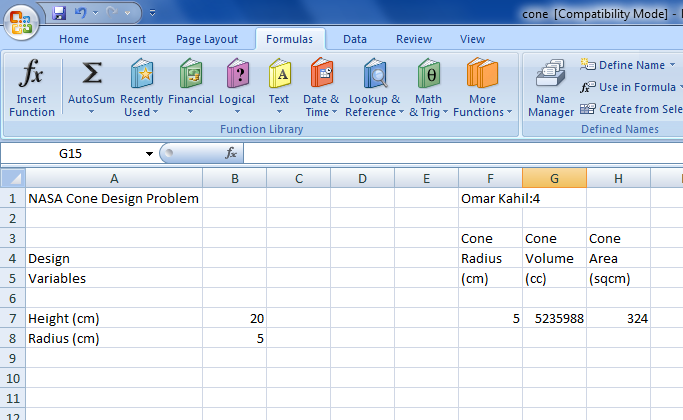 cone [Compatibility Mode] -
Home Insert Page Layout Formulas Data Review View
fx Σ ? A θ
Insert Function AutoSum Recently Used Financial Logical Text Date & Time Lookup & Reference Math & Trig More Functions Name Manager
Define Name
Use in Formula
Create from Sele
Function Library Defined Names
G15 fx
A B C D E F G H
1 NASA Cone Design Problem Omar Kahil:4
2
3 Cone Cone Cone
4 Design Radius Volume Area
5 Variables (cm) (cc) (sqcm)
6
7 Height (cm) 20 5 5235988 324
8 Radius (cm) 5
9
10
11
12